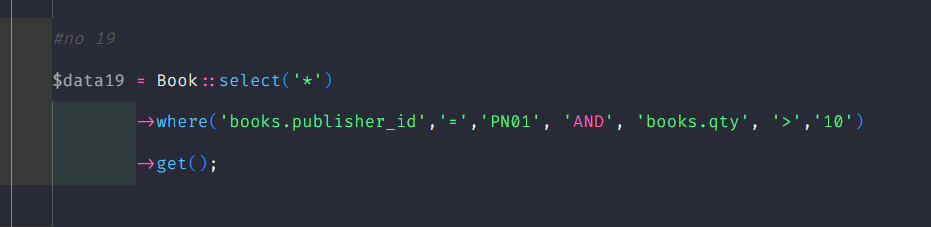 #no 19
$data19 = Book::select('*')
->where('books.publisher_id','=','PN01', 'AND', 'books.qty', '>','10')
->get();